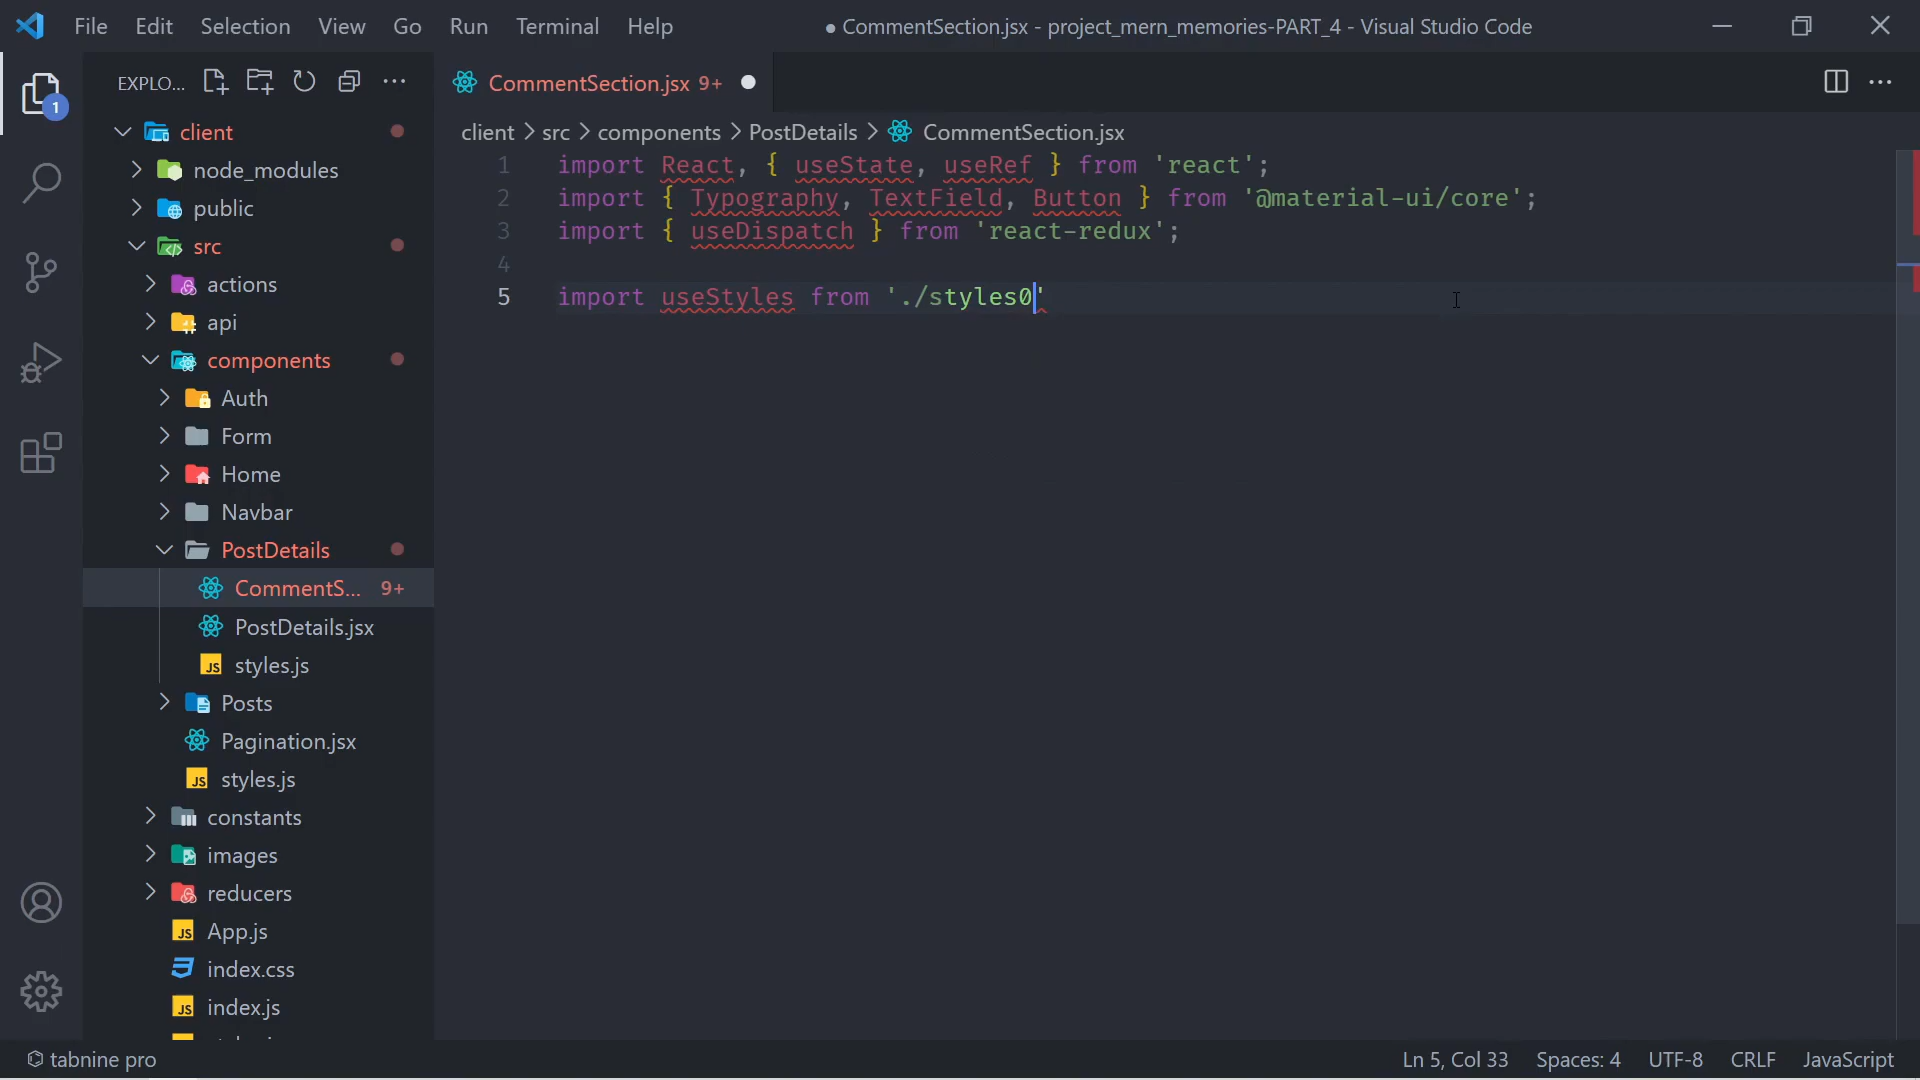 File Edit Selection View Go Run Terminal Help
● CommentSection.jsx - project_mern_memories-PART_4 - Visual Studio Code
EXPLO...
1
client
node_modules
public
src
actions
api
components
Auth
Form
Home
Navbar
PostDetails
CommentS... 9+
PostDetails.jsx
JS styles.js
Posts
Pagination.jsx
JS styles.js
constants
images
reducers
JS App.js
index.css
JS index.js
CommentSection.jsx 9+
client > src > components > PostDetails > CommentSection.jsx
1 import React, { useState, useRef } from 'react';
2 import { Typography, TextField, Button } from '@material-ui/core';
3 import { useDispatch } from 'react-redux';
4
5 import useStyles from './styles0'
tabnine pro
Ln 5, Col 33 Spaces: 4 UTF-8 CRLF JavaScript